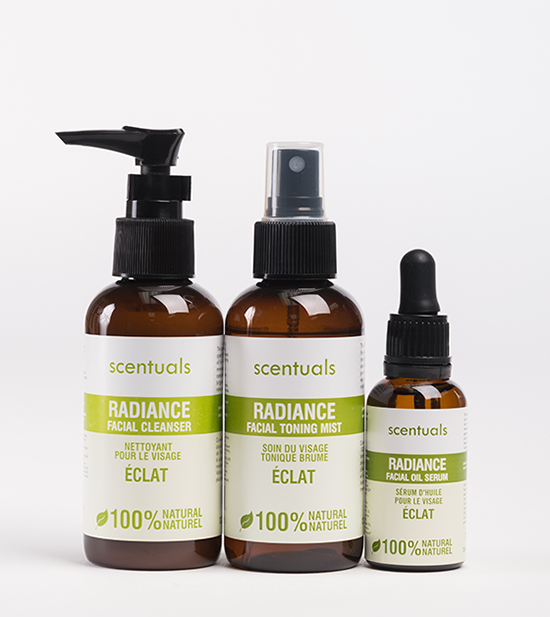 scentuals
RADIANCE
FACIAL CLEANSER
NETTOYANT
POUR LE VISAGE
ÉCLAT
100% NATURAL
NATUREL
scentuals
RADIANCE
FACIAL TONING MIST
SOIN DU VISAGE
TONIQUE BRUME
ÉCLAT
100% NATURAL
NATUREL
scentuals
RADIANCE
FACIAL OIL SERUM
SÉRUM D'HUILE
POUR LE VISAGE
ÉCLAT
100% NATURAL
NATUREL